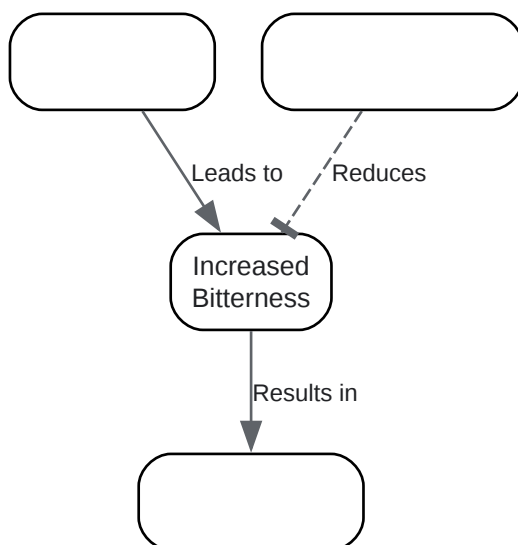 Leads to
Reduces
Increased
Bitterness
Results in